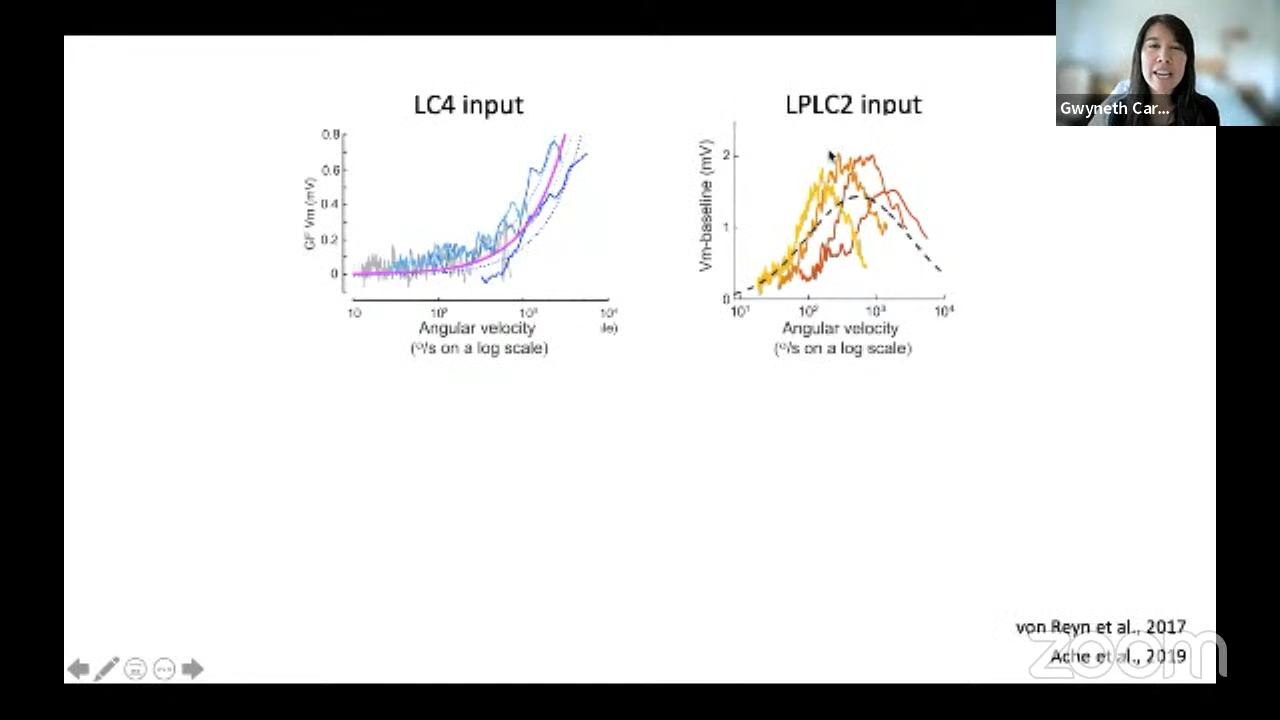 LC4 input
LPLC2 input
Gwyneth Car...
0.8
0.6
0.4
0.2
0
GF Vm (mV)
10
10²
10³
10⁴
Angular velocity
(º/s on a log scale)
ile)
2
1
0
Vm-baseline (mV)
10¹
10²
10³
10⁴
Angular velocity
(º/s on a log scale)
von Reyn et al., 2017
Ache et al., 2019
zoom